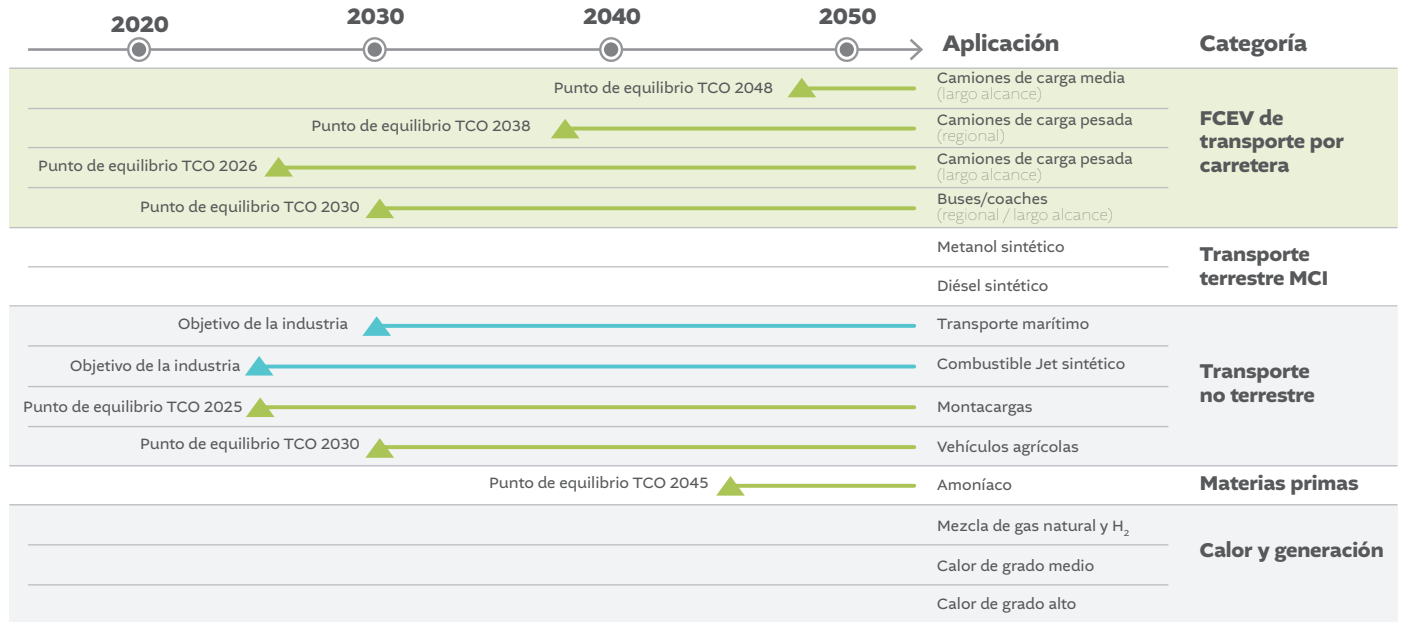 2020
2030
2040
2050
Aplicación
Categoría
Punto de equilibrio TCO 2048
Camiones de carga media
(largo alcance)
Punto de equilibrio TCO 2038
Camiones de carga pesada
(regional)
Punto de equilibrio TCO 2026
Camiones de carga pesada
(largo alcance)
Punto de equilibrio TCO 2030
Buses/coaches
(regional / largo alcance)
FCEV de
transporte por
carretera
Metanol sintético
Diésel sintético
Transporte
terrestre MCI
Objetivo de la industria
Transporte marítimo
Objetivo de la industria
Combustible Jet sintético
Punto de equilibrio TCO 2025
Montacargas
Punto de equilibrio TCO 2030
Vehículos agrícolas
Transporte
no terrestre
Punto de equilibrio TCO 2045
Amoníaco
Materias primas
Mezcla de gas natural y H₂
Calor de grado medio
Calor de grado alto
Calor y generación